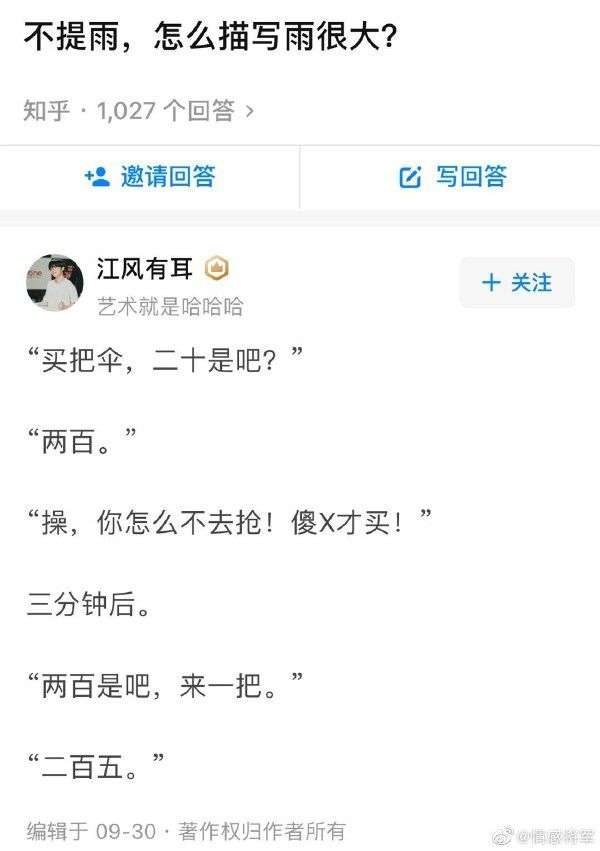 不提雨，怎么描写雨很大？
知乎 · 1,027 个回答 >
邀请回答
写回答
江风有耳
艺术就是哈哈哈
+ 关注
“买把伞，二十是吧？”
“两百。”
“操，你怎么不去抢！傻X才买！”
三分钟后。
“两百是吧，来一把。”
“二百五。”
编辑于 09-30 · 著作权归作者所有
@情感将军